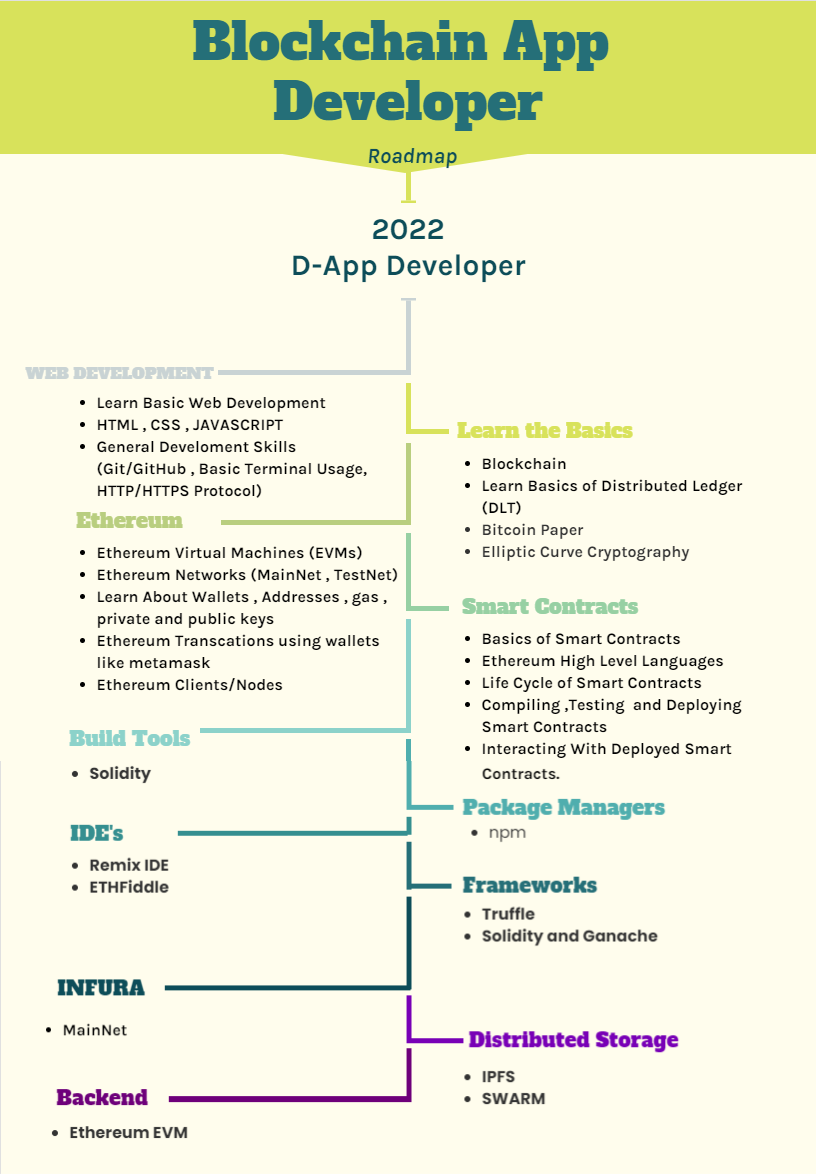 Blockchain App
Developer
Roadmap
2022
D-App Developer
WEB DEVELOPMENT
Learn Basic Web Development
HTML , CSS , JAVASCRIPT
General Develoment Skills
(Git/GitHub , Basic Terminal Usage,
HTTP/HTTPS Protocol)
Learn the Basics
Blockchain
Learn Basics of Distributed Ledger
(DLT)
Bitcoin Paper
Elliptic Curve Cryptography
Ethereum
Ethereum Virtual Machines (EVMs)
Ethereum Networks (MainNet , TestNet)
Learn About Wallets , Addresses , gas ,
private and public keys
Ethereum Transcations using wallets
like metamask
Ethereum Clients/Nodes
Smart Contracts
Basics of Smart Contracts
Ethereum High Level Languages
Life Cycle of Smart Contracts
Compiling ,Testing  and Deploying
Smart Contracts
Interacting With Deployed Smart
Contracts.
Build Tools
Solidity
Package Managers
npm
IDE's
Remix IDE
ETHFiddle
Frameworks
Truffle
Solidity and Ganache
INFURA
MainNet
Distributed Storage
IPFS
SWARM
Backend
Ethereum EVM